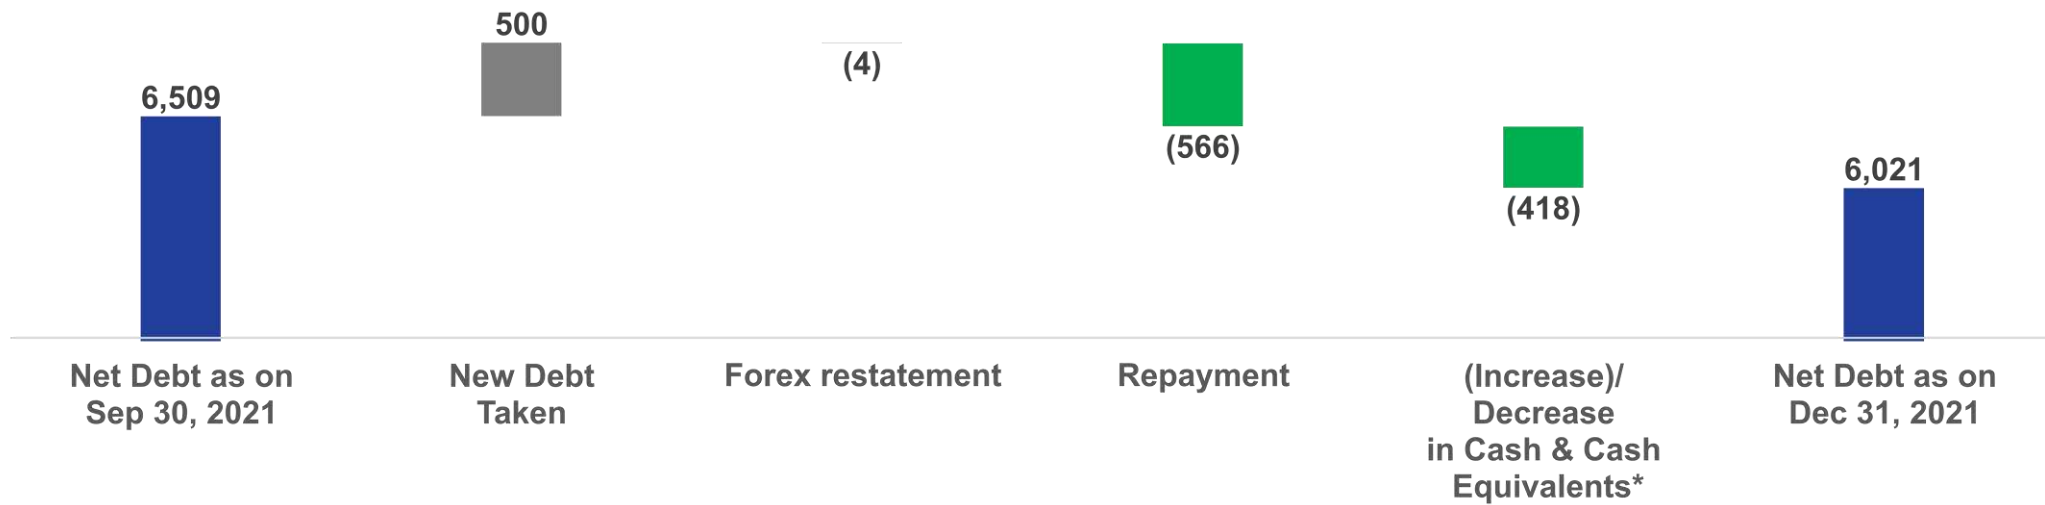 500
(4)
6,509
(566)
6,021
(418)
Net Debt as on
Sep 30, 2021
New Debt
Taken
Forex restatement
Repayment
(Increase)/
Decrease
in Cash & Cash
Equivalents*
Net Debt as on
Dec 31, 2021